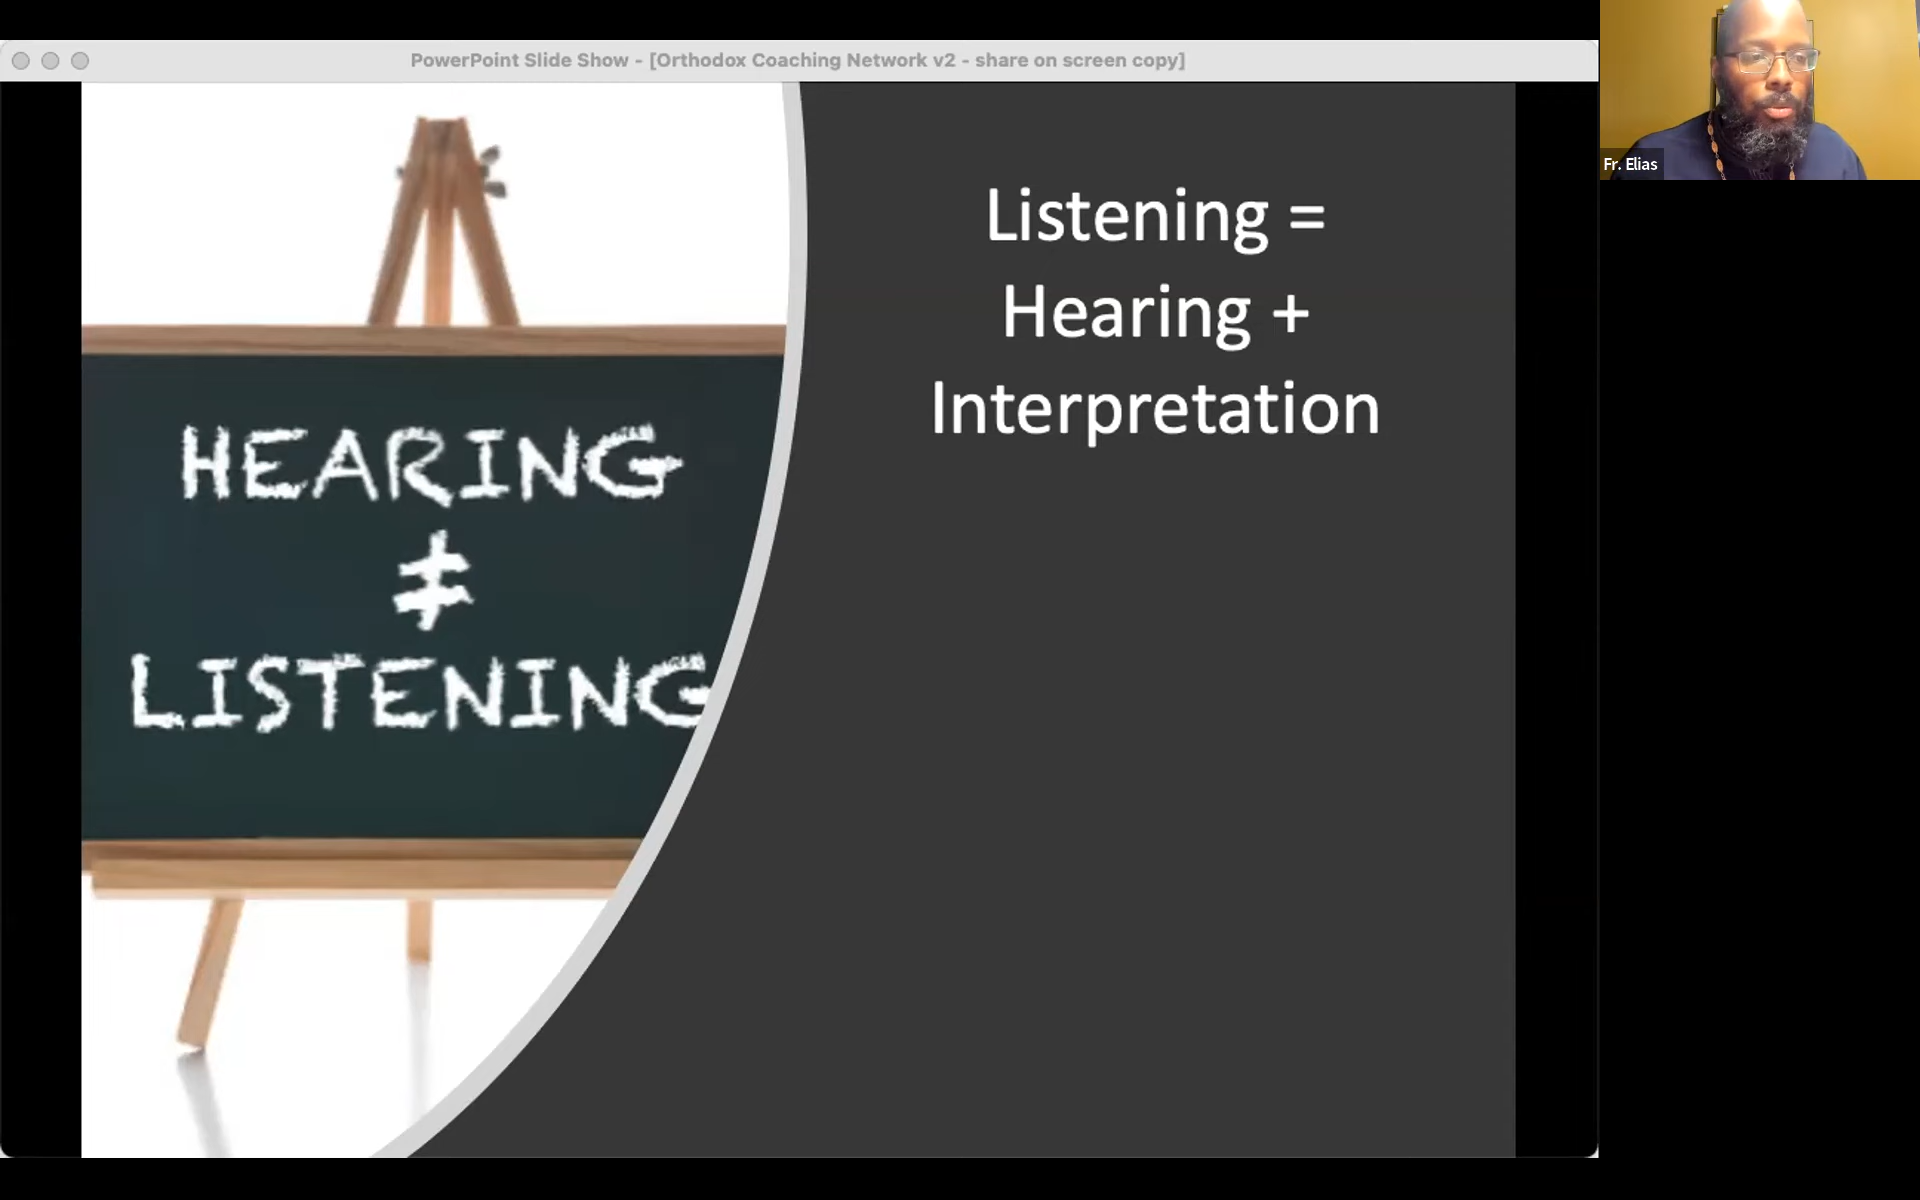 PowerPoint Slide Show - [Orthodox Coaching Network v2 - share on screen copy]
HEARING
≠
LISTENING
Listening =
Hearing +
Interpretation
Fr. Elias